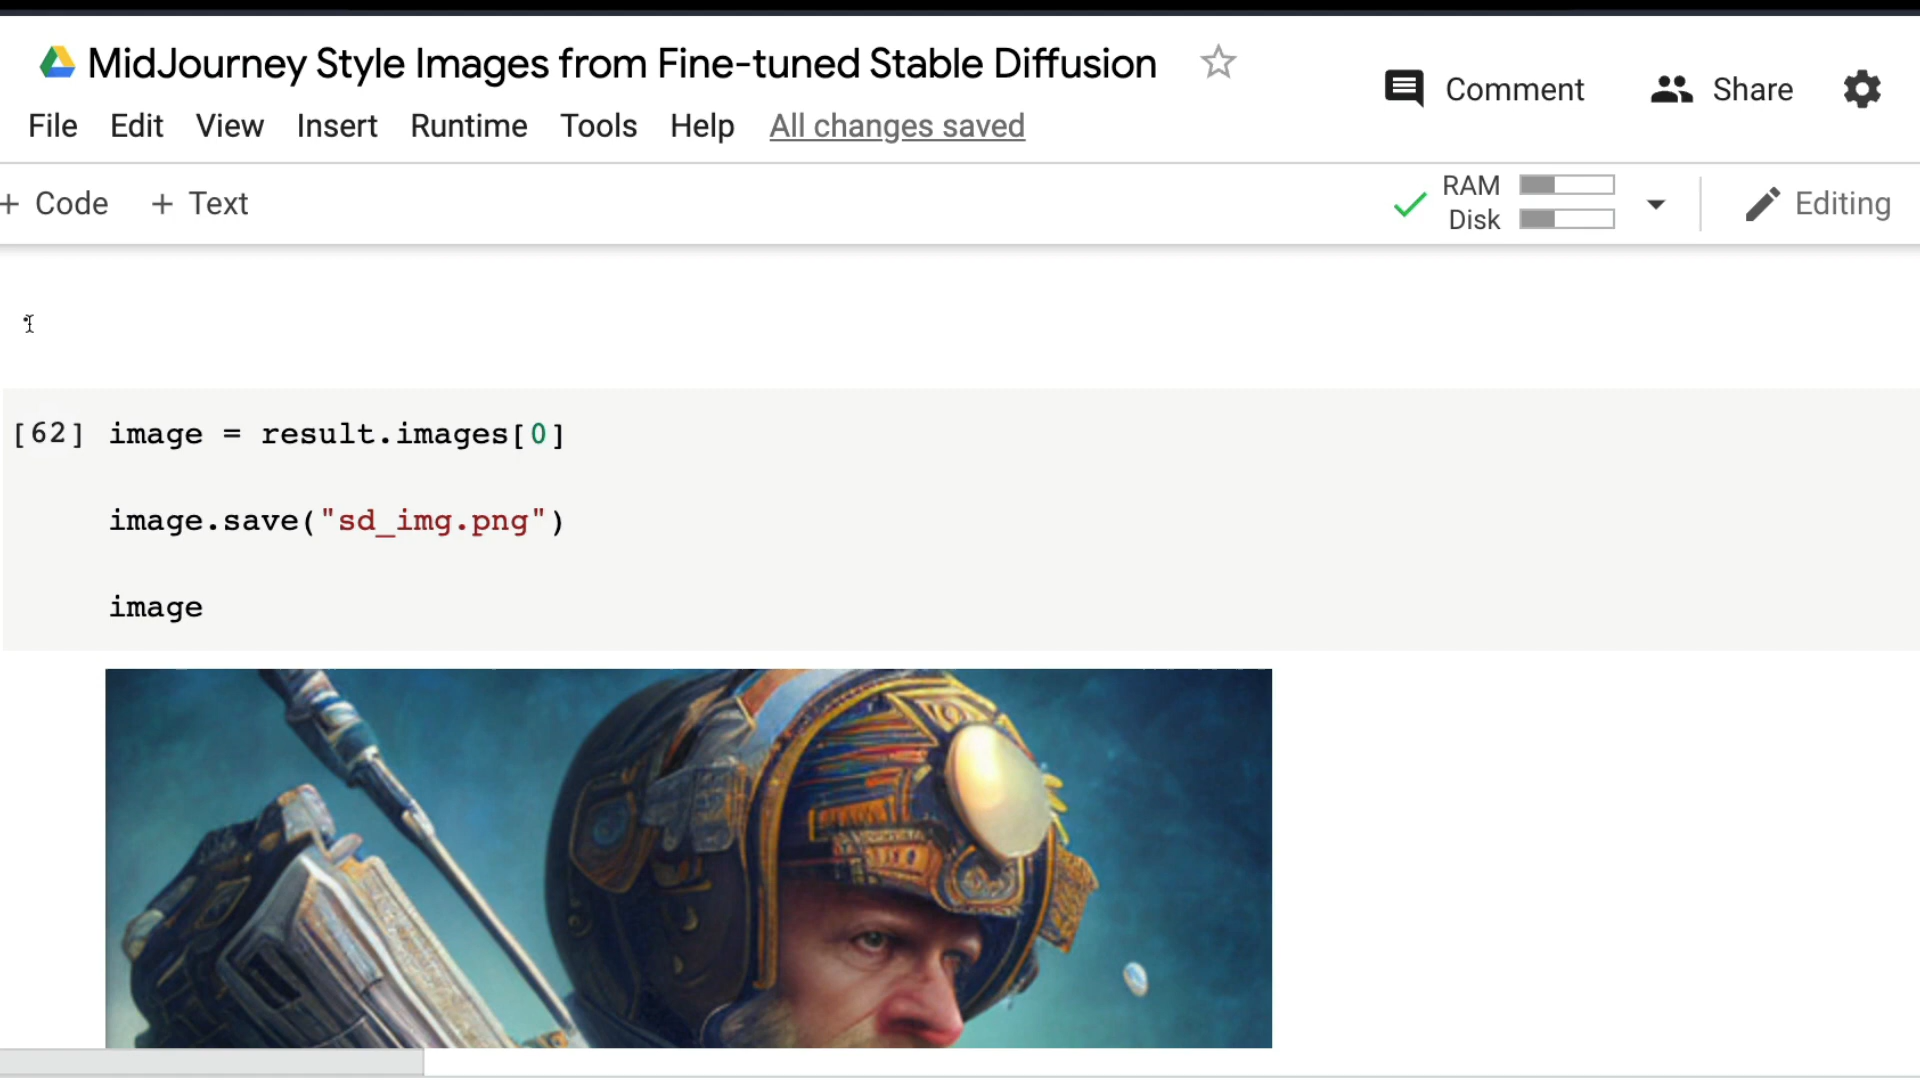 MidJourney Style Images from Fine-tuned Stable Diffusion
Comment Share
File Edit View Insert Runtime Tools Help All changes saved
+ Code + Text
RAM
Disk
Editing
[62] image = result.images[0]
image.save("sd_img.png")
image